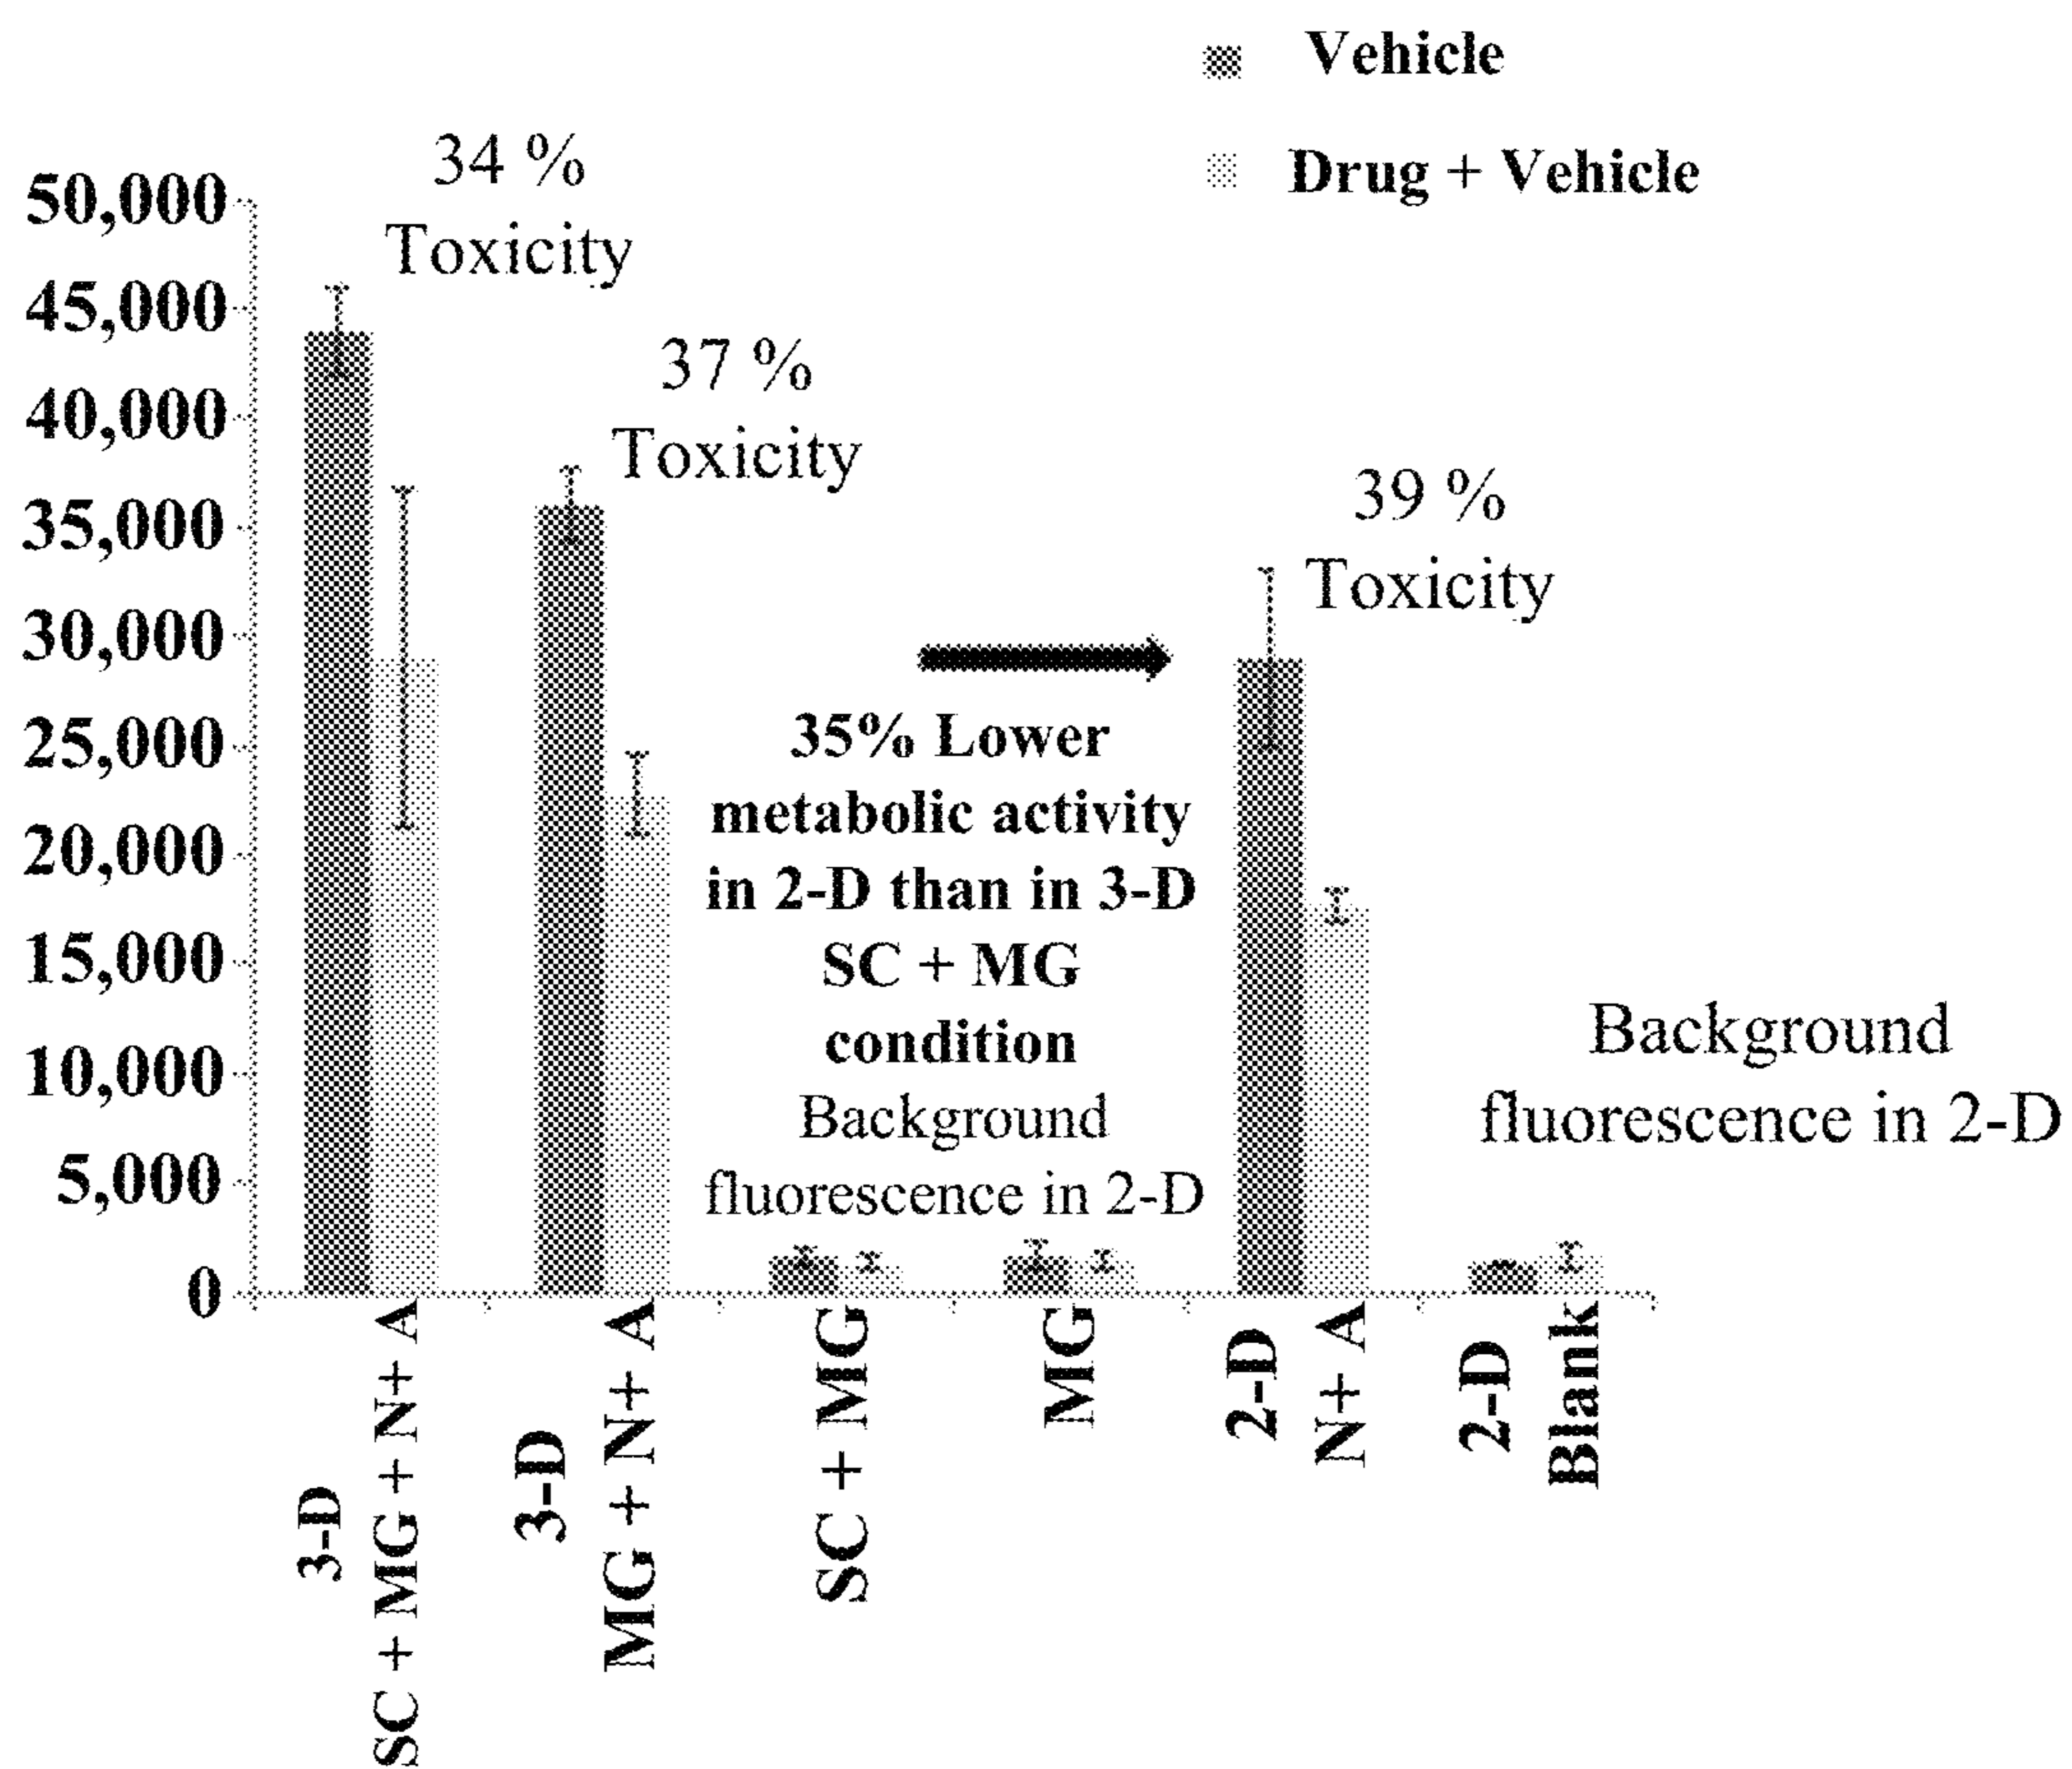 Vehicle
Drug + Vehicle
34 %
Toxicity
37 %
Toxicity
39 %
Toxicity
50,000
45,000
40,000
35,000
30,000
25,000
20,000
15,000
10,000
5,000
0
35% Lower
metabolic activity
in 2-D than in 3-D
SC + MG
condition
Background
fluorescence in 2-D
Background
fluorescence in 2-D
3-D
SC + MG + N+ A
3-D
MG + N+ A
SC + MG
MG
2-D
N+ A
2-D
Blank